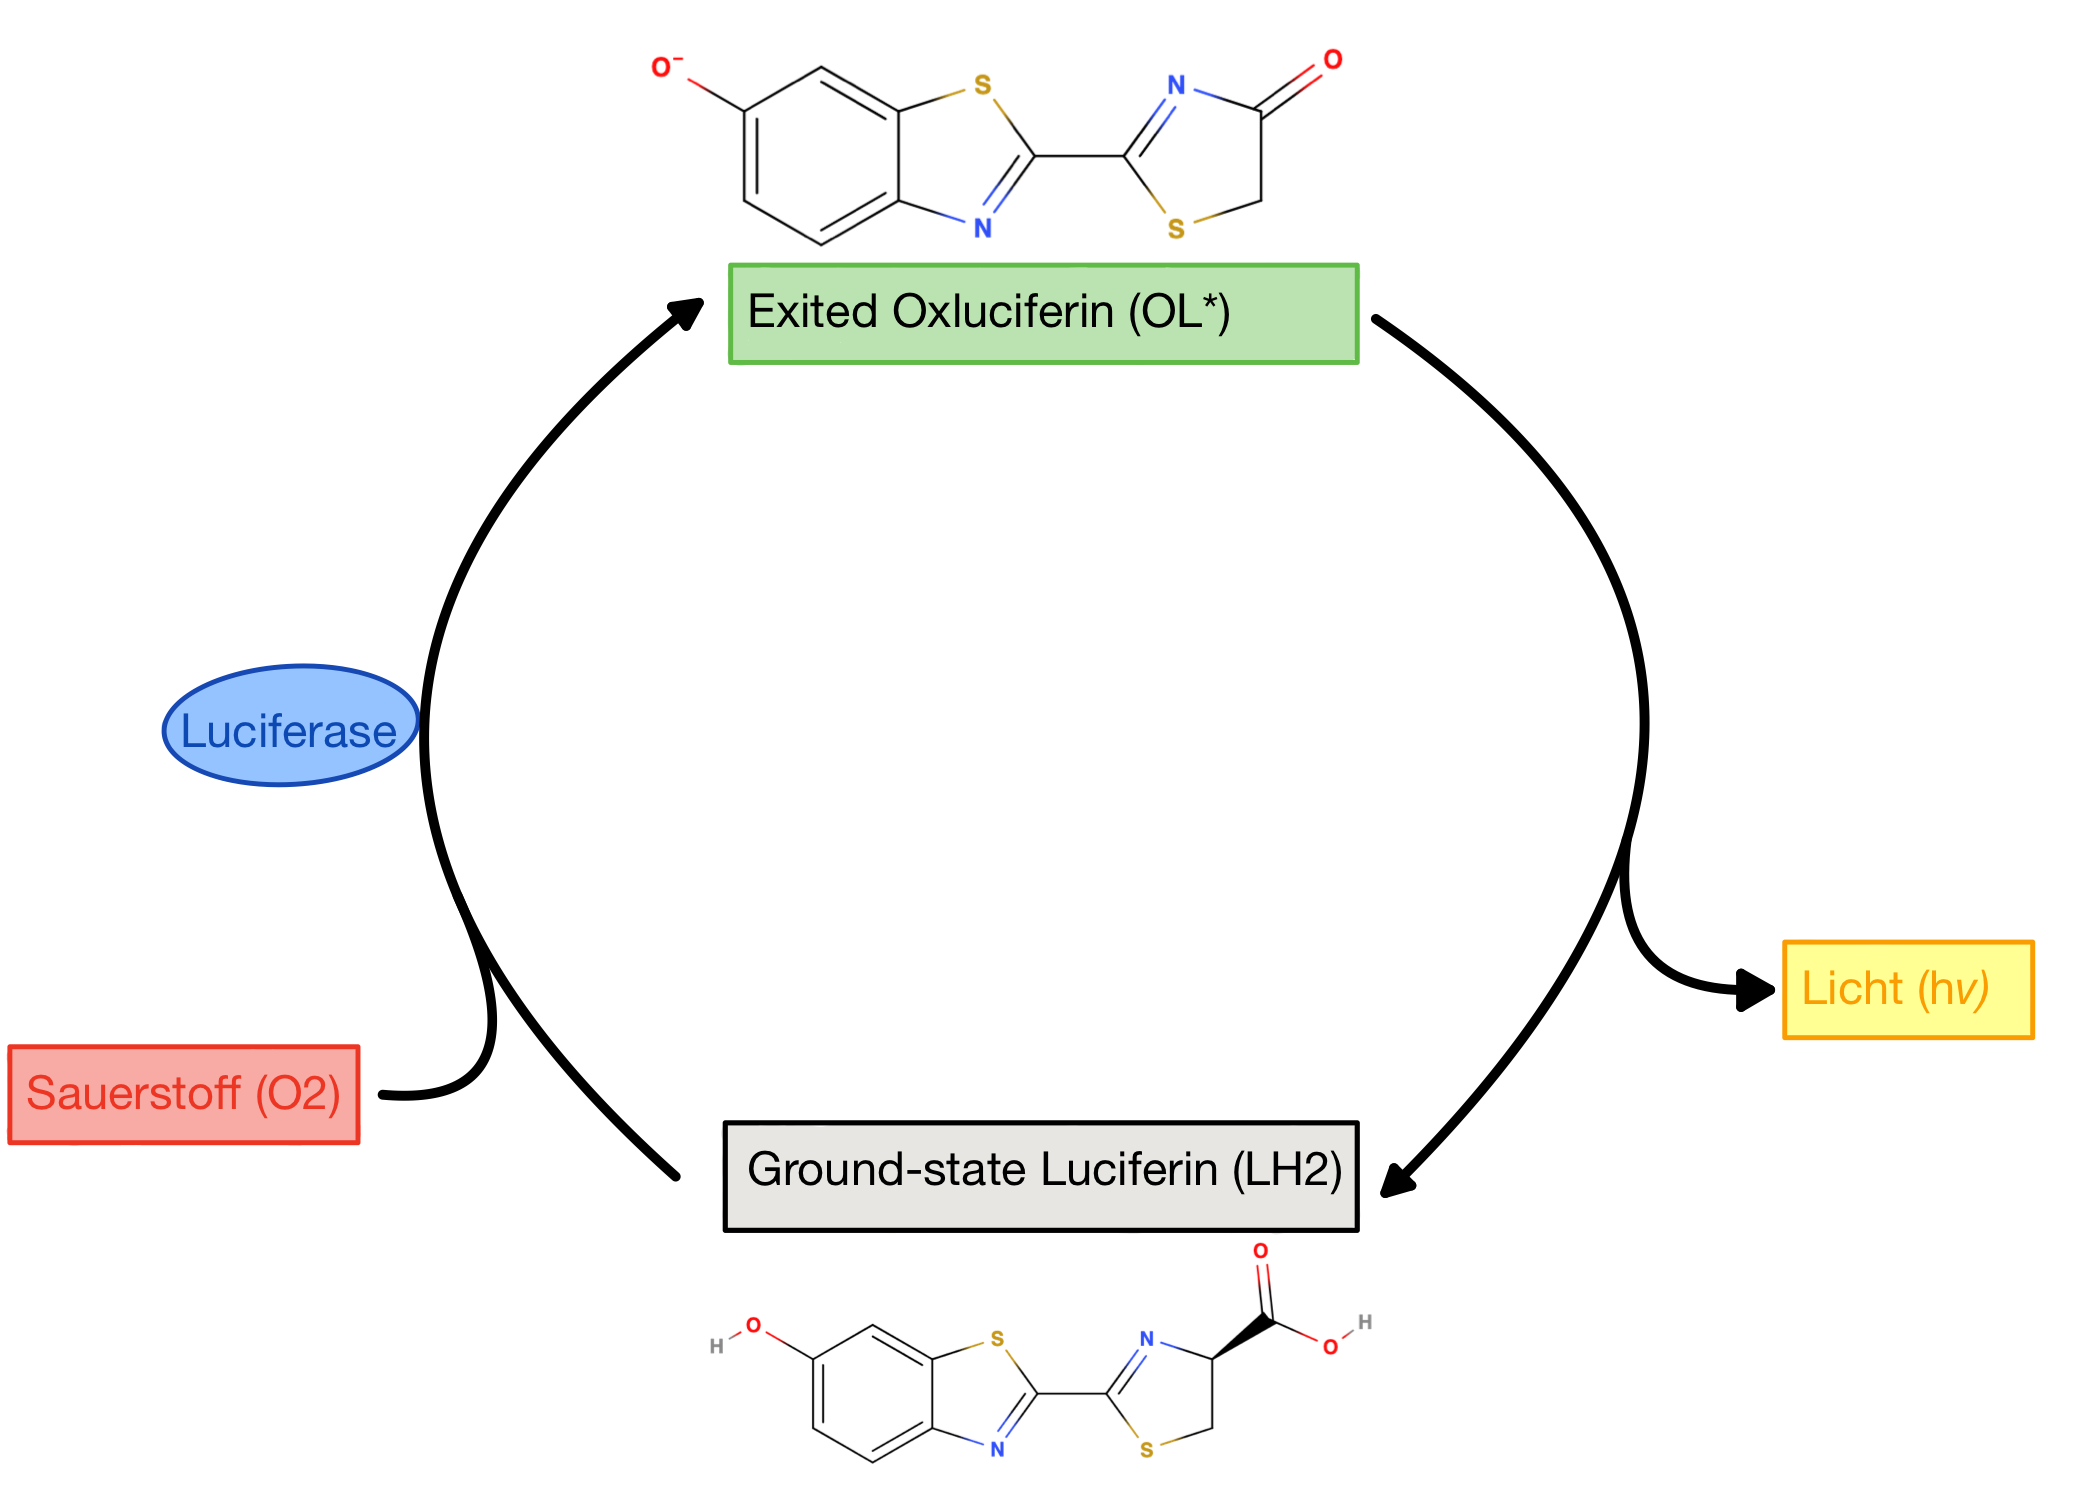 O⁻
S
N
O
N
S
Exited Oxluciferin (OL*)
Luciferase
Licht (hv)
Sauerstoff (O2)
Ground-state Luciferin (LH2)
O
H
O
S
N
O
H
N
S